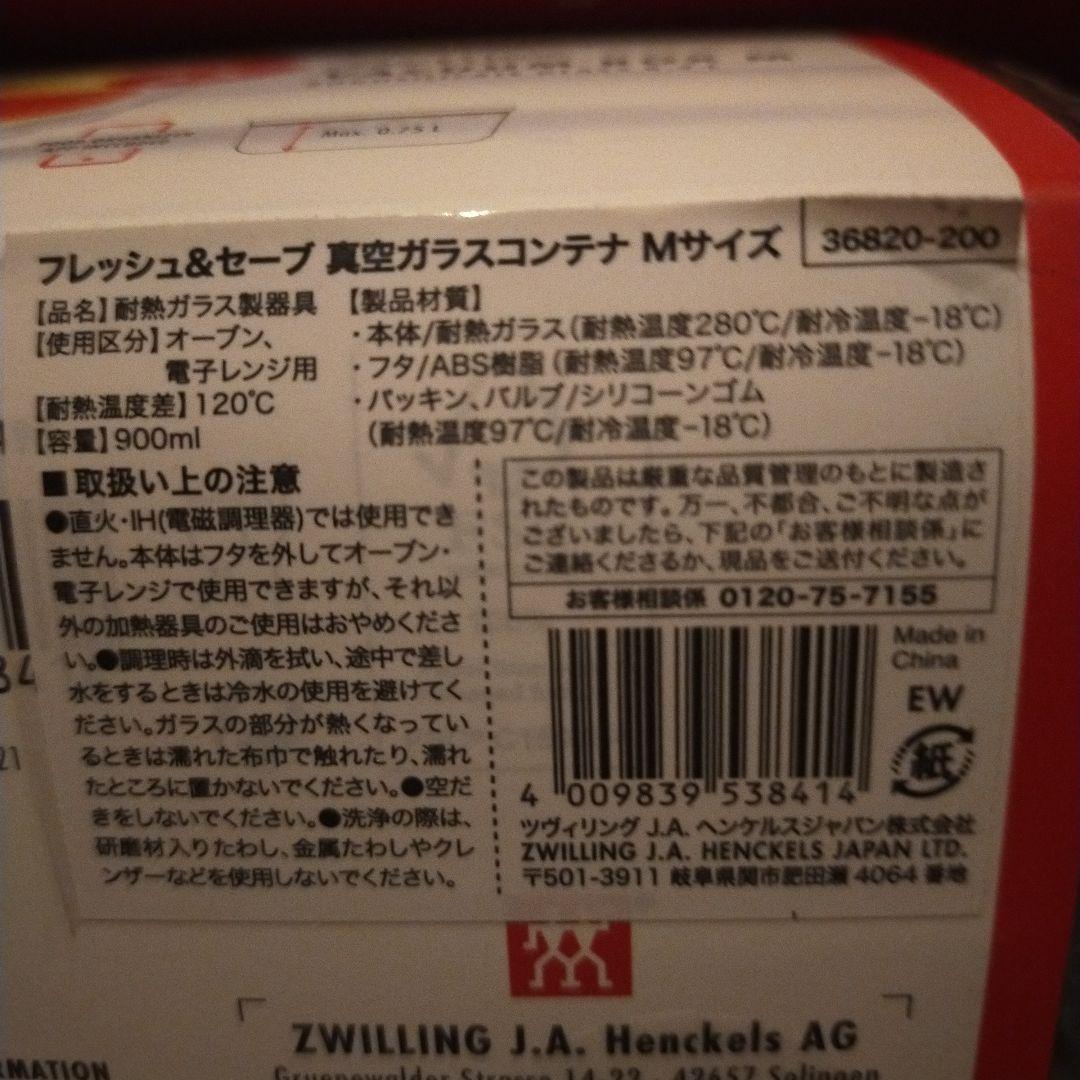 Max. 0.75 l
フレッシュ&セーブ 真空ガラスコンテナ Mサイズ
36820-200
【品名】耐熱ガラス製器具
【使用区分】オーブン、
電子レンジ用
【耐熱温度差】120℃
【容量】900ml
【製品材質】
・本体/耐熱ガラス(耐熱温度280℃/耐冷温度-18℃)
・フタ/ABS樹脂(耐熱温度97℃/耐冷温度-18℃)
・パッキン、バルブ/シリコーンゴム
(耐熱温度97℃/耐冷温度-18℃)
■取扱い上の注意
●直火・IH(電磁調理器)では使用でき
ません。本体はフタを外してオーブン・
電子レンジで使用できますが、それ以
外の加熱器具のご使用はおやめくださ
い。●調理時は外滴を拭い、途中で差し
水をするときは冷水の使用を避けてく
ださい。ガラスの部分が熱くなってい
るときは濡れた布巾で触れたり、濡れ
たところに置かないでください。●空だ
きをしないでください。●洗浄の際は、
研磨材入りたわし、金属たわしやクレ
ンザーなどを使用しないでください。
この製品は厳重な品質管理のもとに製造さ
れたものです。万一、不都合、ご不明な点が
ございましたら、下記の「お客様相談係」に
ご連絡くださるか、現品をご送付ください。
お客様相談係 0120-75-7155
Made in
China
EW
紙
4 009839 538414
ツヴィリング J.A. ヘンケルスジャパン株式会社
ZWILLING J.A. HENCKELS JAPAN LTD.
〒501-3911 岐阜県関市肥田瀬 4064 番地
84
21
ZWILLING J.A. Henckels AG
Gruenewalder Strasse 14-22 42657 Solingen
RMATION